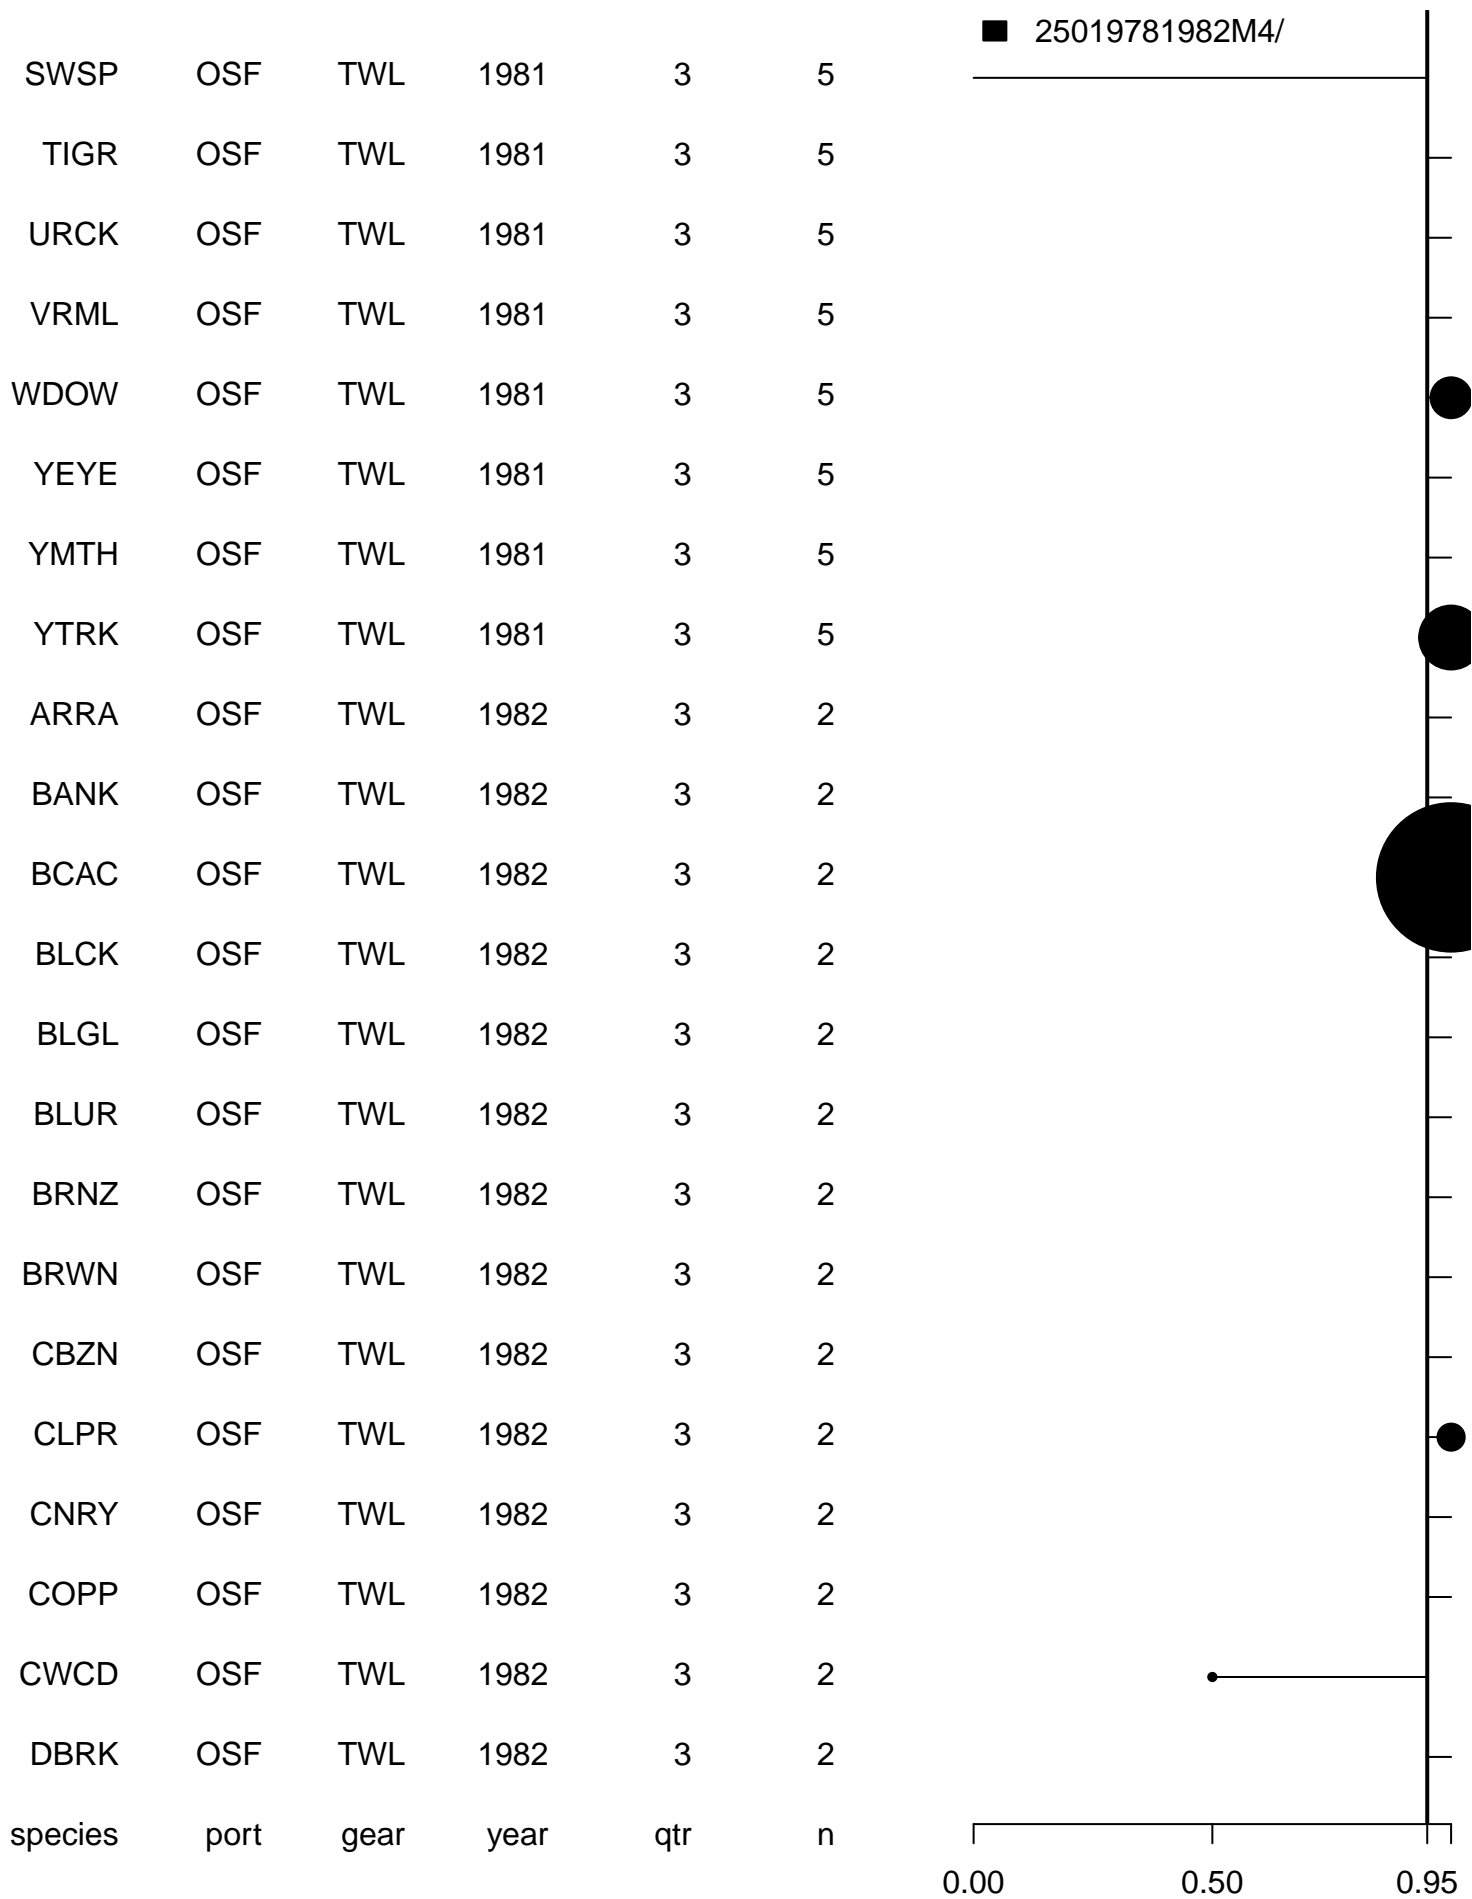 25019781982M4/
SWSP OSF TWL 1981 3 5
TIGR OSF TWL 1981 3 5
URCK OSF TWL 1981 3 5
VRML OSF TWL 1981 3 5
WDOW OSF TWL 1981 3 5
YEYE OSF TWL 1981 3 5
YMTH OSF TWL 1981 3 5
YTRK OSF TWL 1981 3 5
ARRA OSF TWL 1982 3 2
BANK OSF TWL 1982 3 2
BCAC OSF TWL 1982 3 2
BLCK OSF TWL 1982 3 2
BLGL OSF TWL 1982 3 2
BLUR OSF TWL 1982 3 2
BRNZ OSF TWL 1982 3 2
BRWN OSF TWL 1982 3 2
CBZN OSF TWL 1982 3 2
CLPR OSF TWL 1982 3 2
CNRY OSF TWL 1982 3 2
COPP OSF TWL 1982 3 2
CWCD OSF TWL 1982 3 2
DBRK OSF TWL 1982 3 2
species port gear year qtr n
0.00 0.50 0.95